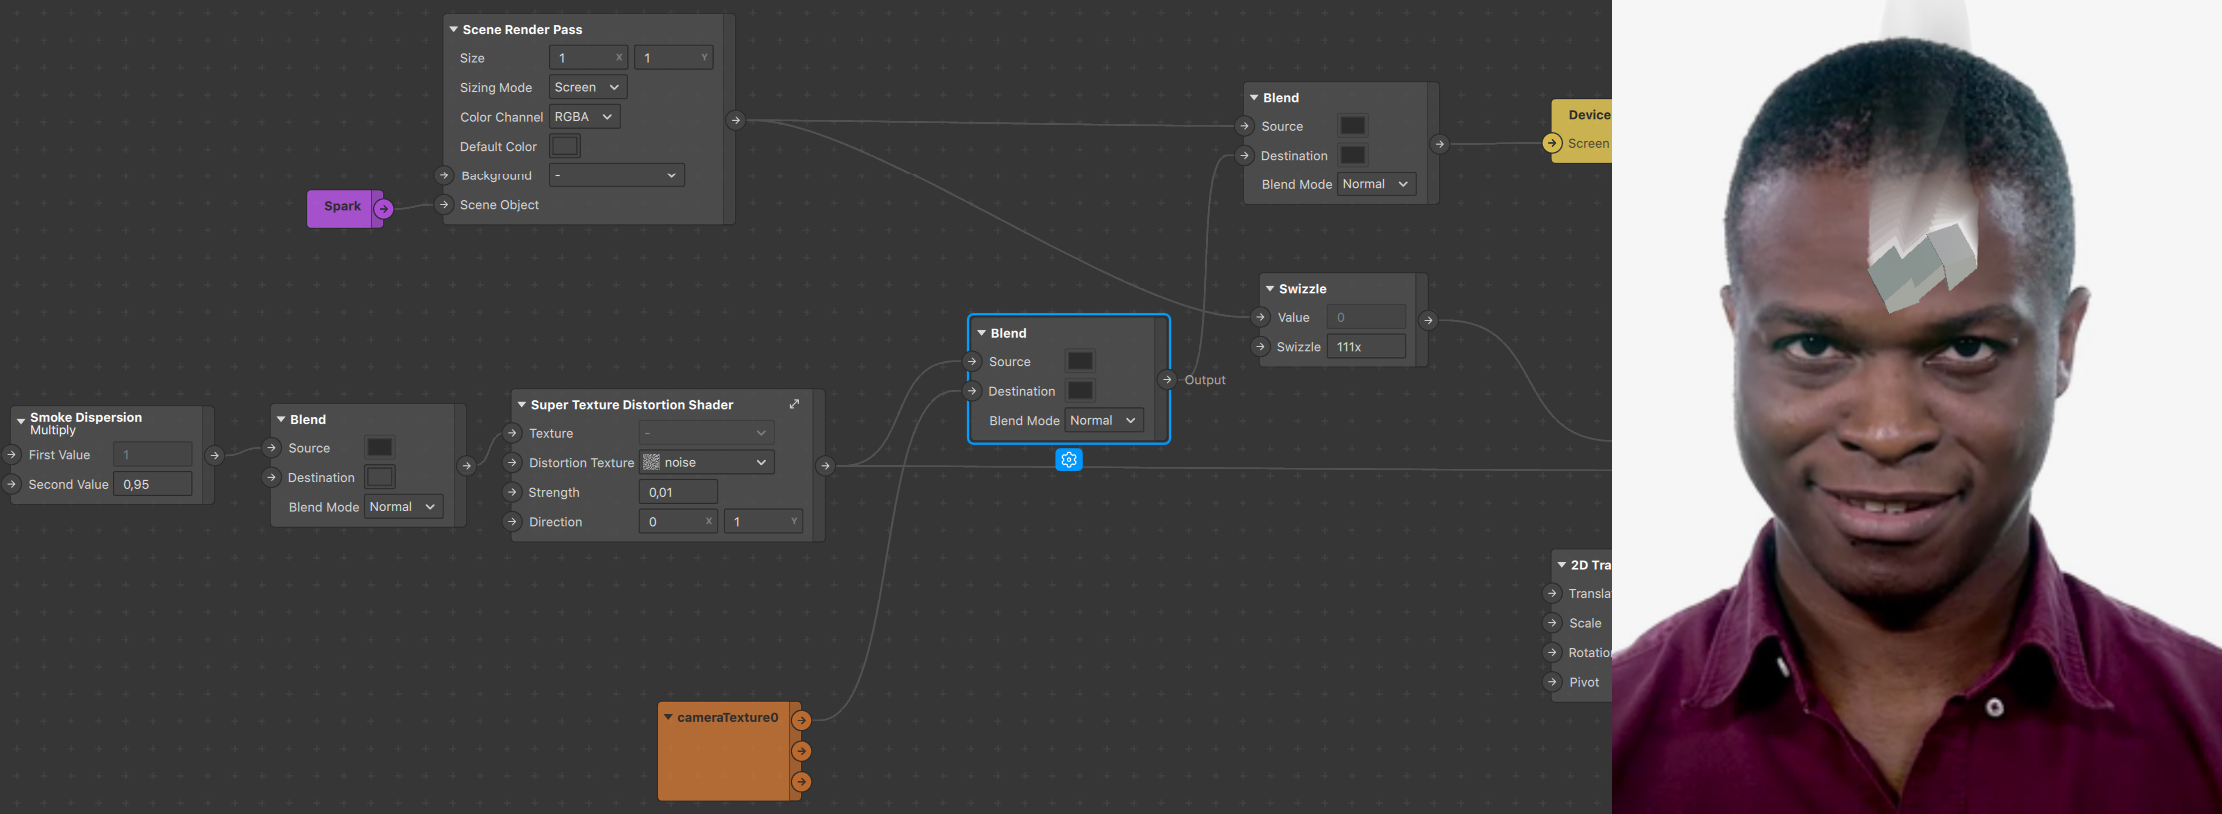 Scene Render Pass
Size 1 X 1 Y
Sizing Mode Screen
Color Channel RGBA
Default Color
Background -
Scene Object
Spark
Blend
Source
Destination
Blend Mode Normal
Device
Screen
Swizzle
Value 0
Swizzle 111x
Blend
Source
Destination
Blend Mode Normal
Output
Smoke Dispersion
Multiply
First Value 1
Second Value 0,95
Blend
Source
Destination
Blend Mode Normal
Super Texture Distortion Shader
Texture -
Distortion Texture noise
Strength 0,01
Direction 0 X 1 Y
cameraTexture0
2D Tra
Transla
Scale
Rotatio
Pivot